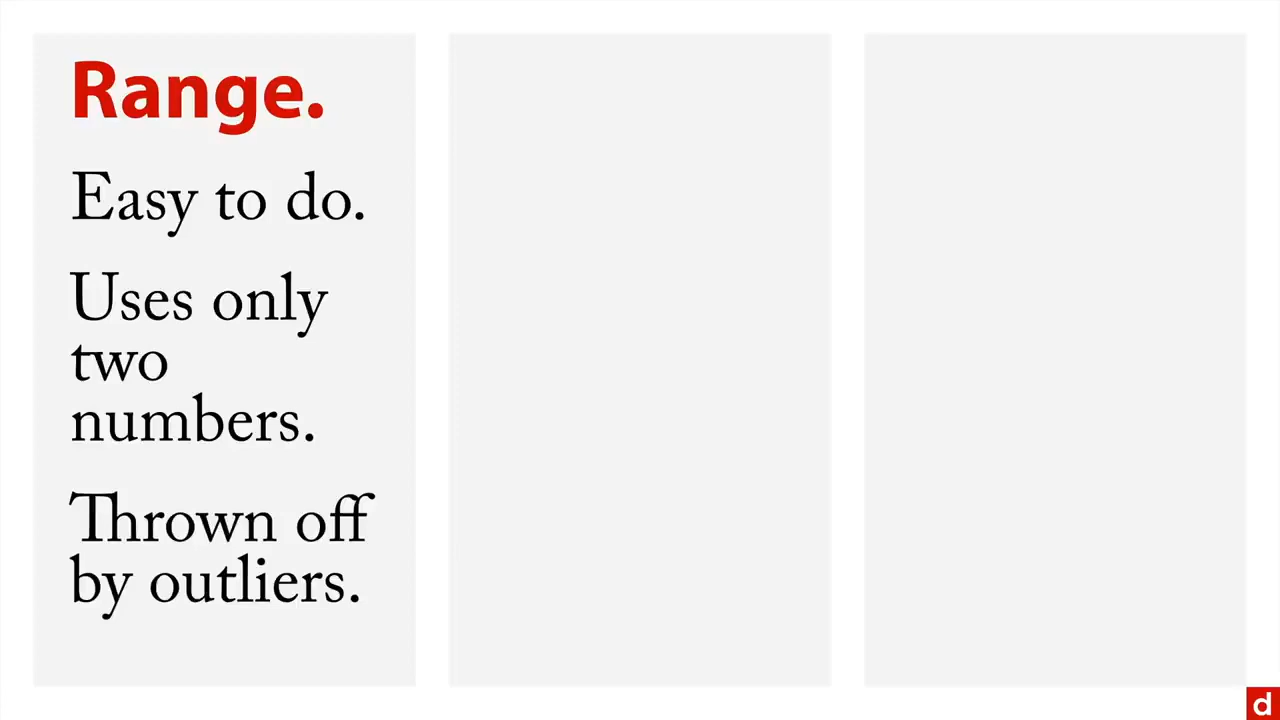 Range.
Easy to do.
Uses only
two
numbers.
Thrown off
by outliers.
d